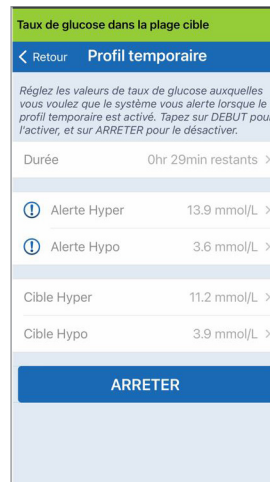 Taux de glucose dans la plage cible
Retour Profil temporaire
Réglez les valeurs de taux de glucose auxquelles
vous voulez que le système vous alerte lorsque le
profil temporaire est activé. Tapez sur DEBUT pour
l'activer, et sur ARRETER pour le désactiver.
Durée 0hr 29min restants
Alerte Hyper 13.9 mmol/L
Alerte Hypo 3.6 mmol/L
Cible Hyper 11.2 mmol/L
Cible Hypo 3.9 mmol/L
ARRETER